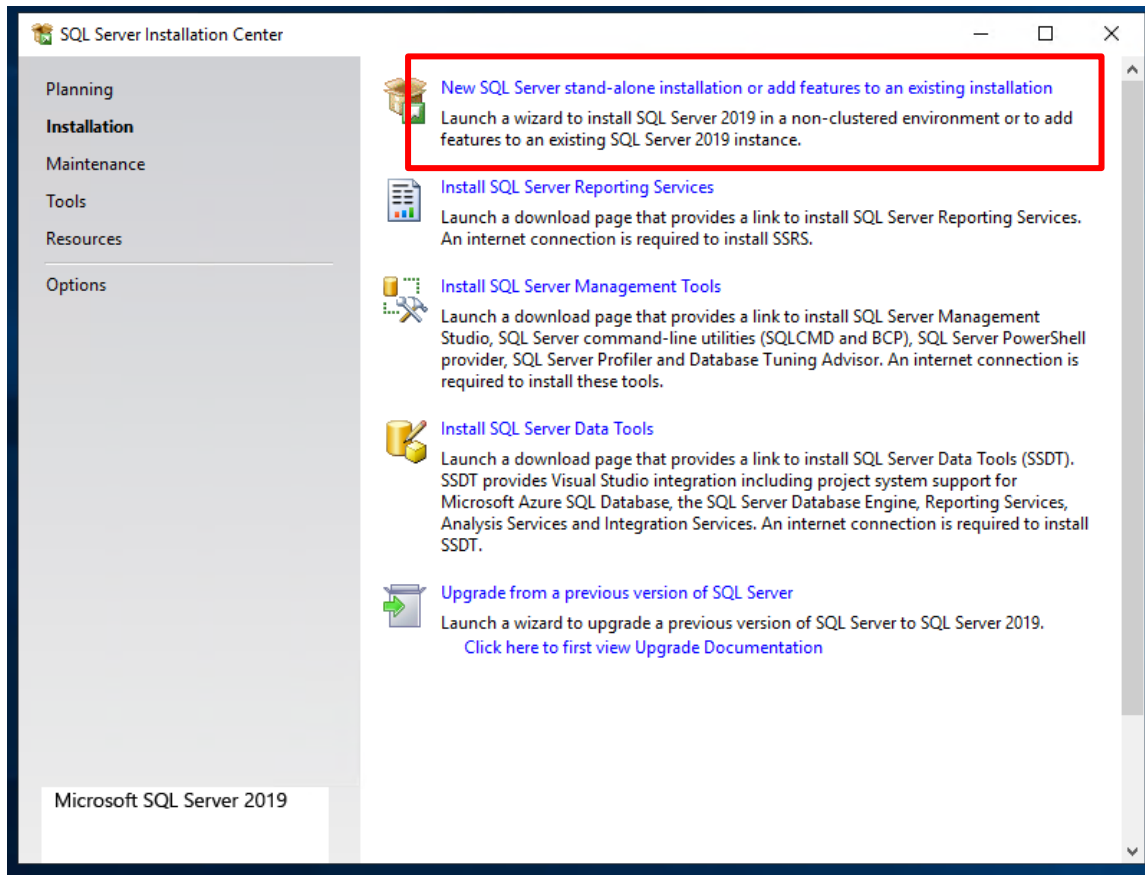 SQL Server Installation Center
Planning
Installation
Maintenance
Tools
Resources
Options
New SQL Server stand-alone installation or add features to an existing installation
Launch a wizard to install SQL Server 2019 in a non-clustered environment or to add
features to an existing SQL Server 2019 instance.
Install SQL Server Reporting Services
Launch a download page that provides a link to install SQL Server Reporting Services.
An internet connection is required to install SSRS.
Install SQL Server Management Tools
Launch a download page that provides a link to install SQL Server Management
Studio, SQL Server command-line utilities (SQLCMD and BCP), SQL Server PowerShell
provider, SQL Server Profiler and Database Tuning Advisor. An internet connection is
required to install these tools.
Install SQL Server Data Tools
Launch a download page that provides a link to install SQL Server Data Tools (SSDT).
SSDT provides Visual Studio integration including project system support for
Microsoft Azure SQL Database, the SQL Server Database Engine, Reporting Services,
Analysis Services and Integration Services. An internet connection is required to install
SSDT.
Upgrade from a previous version of SQL Server
Launch a wizard to upgrade a previous version of SQL Server to SQL Server 2019.
Click here to first view Upgrade Documentation
Microsoft SQL Server 2019